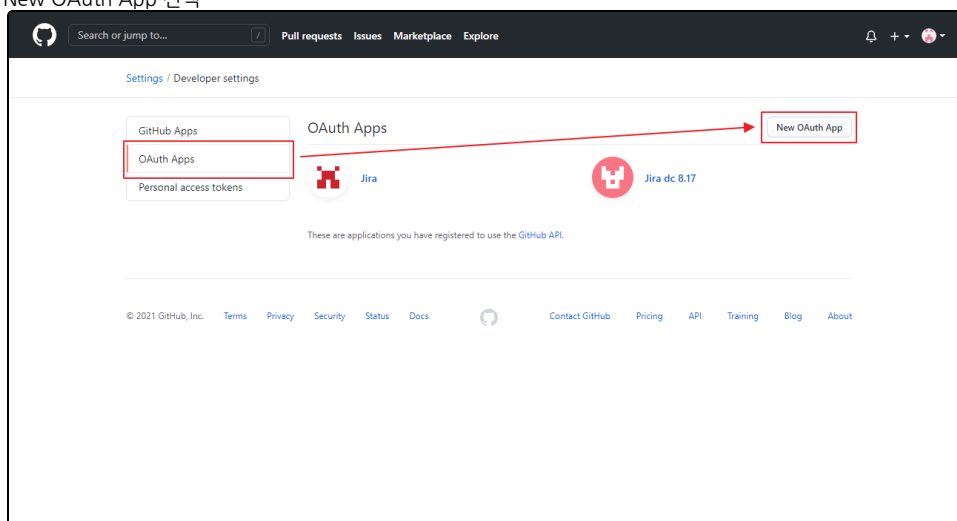 New OAuth App 선택
Search or jump to... /
Pull requests Issues Marketplace Explore
Settings / Developer settings
GitHub Apps
OAuth Apps
Personal access tokens
OAuth Apps
New OAuth App
Jira
Jira dc 8.17
These are applications you have registered to use the GitHub API.
© 2021 GitHub, Inc. Terms Privacy Security Status Docs Contact GitHub Pricing API Training Blog About